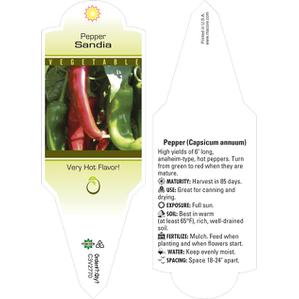 Pepper
Sandia
VEGETABLE
Very Hot Flavor!
Printed in U.S.A.
Pepper (Capsicum annuum)
High yields of 6" long,
anaheim-type, hot peppers. Turn
from green to red when they are
mature.
MATURITY: Harvest in 85 days.
USE: Great for canning and
drying.
EXPOSURE: Full sun.
SOIL: Best in warm
(at least 65°F), rich, well-drained
soil.
FERTILIZE: Mulch. Feed when
planting and when flowers start.
WATER: Keep evenly moist.
SPACING: Space 18-24" apart.